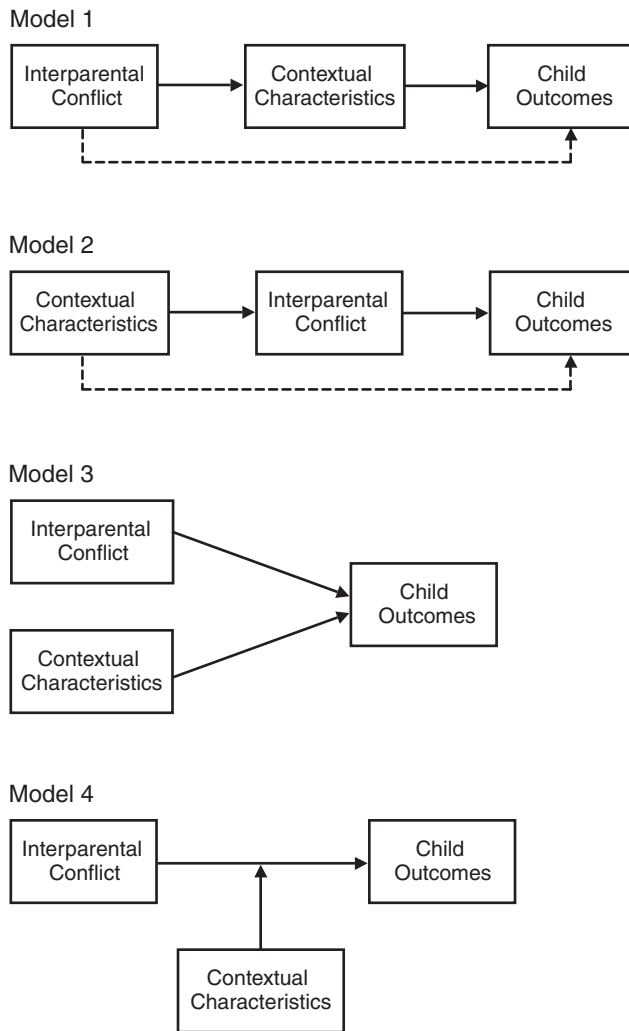 Model 1
Interparental
Conflict
Contextual
Characteristics
Child
Outcomes
Model 2
Contextual
Characteristics
Interparental
Conflict
Child
Outcomes
Model 3
Interparental
Conflict
Child
Outcomes
Contextual
Characteristics
Model 4
Interparental
Conflict
Child
Outcomes
Contextual
Characteristics